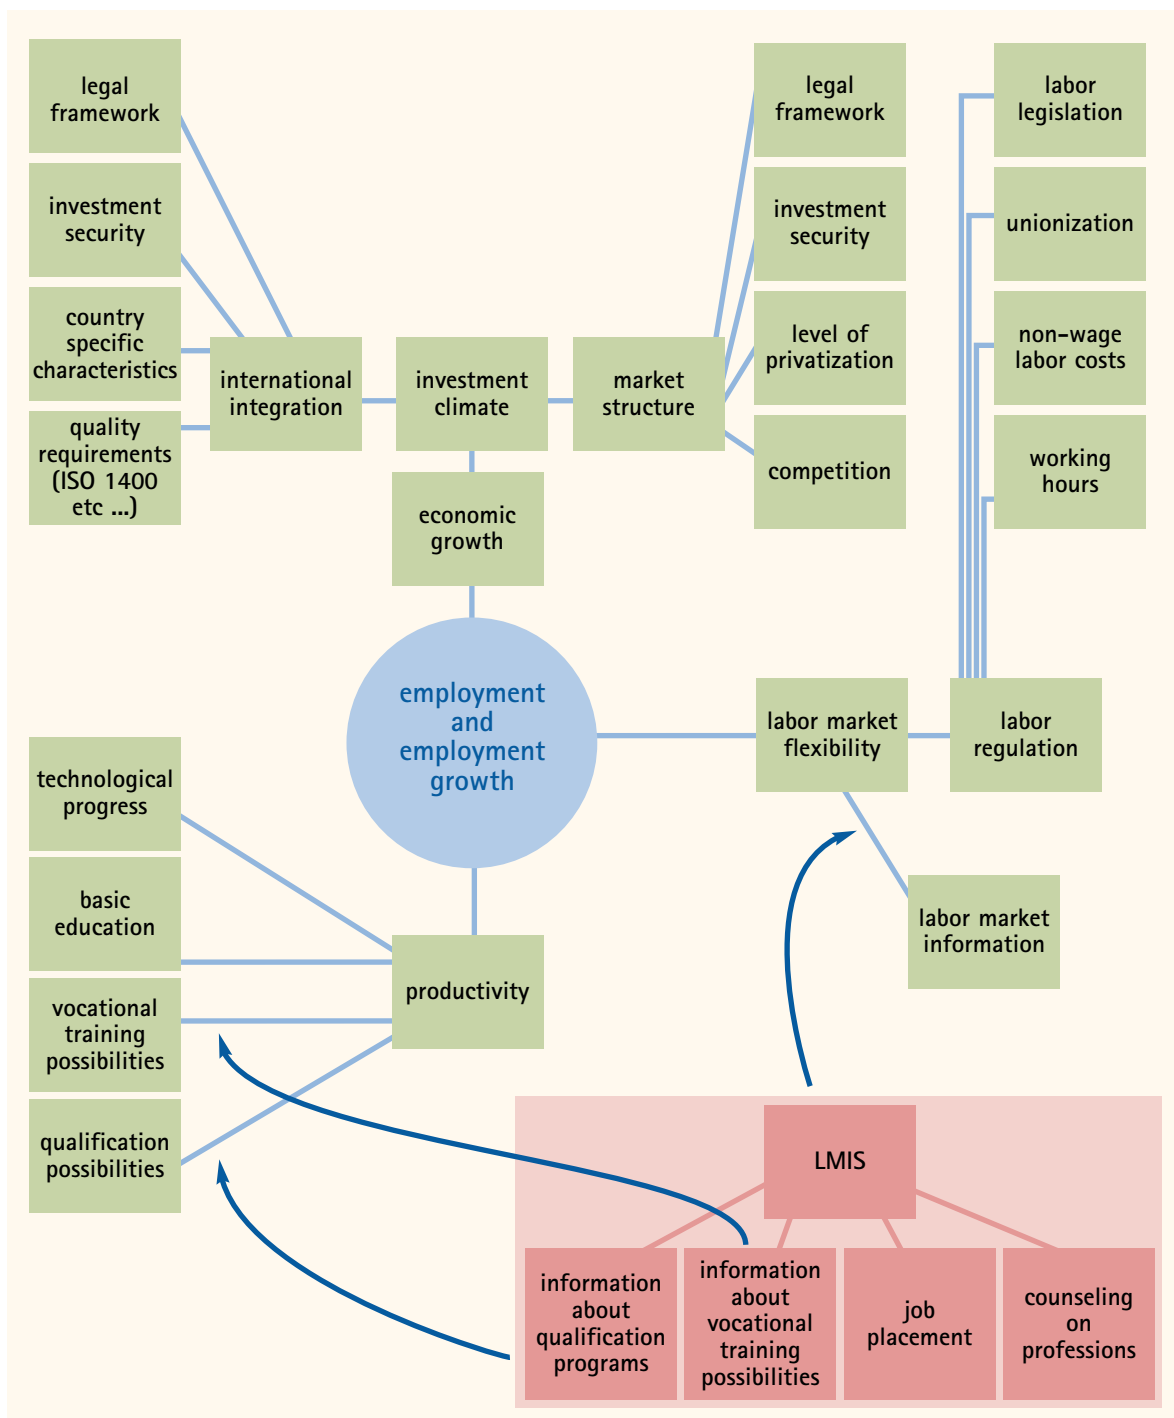 legal
framework
investment
security
country
specific
characteristics
quality
requirements
(ISO 1400
etc ...)
international
integration
investment
climate
market
structure
economic
growth
legal
framework
investment
security
level of
privatization
competition
labor
legislation
unionization
non-wage
labor costs
working
hours
employment
and
employment
growth
labor market
flexibility
labor
regulation
labor market
information
technological
progress
basic
education
vocational
training
possibilities
qualification
possibilities
productivity
LMIS
information
about
qualification
programs
information
about
vocational
training
possibilities
job
placement
counseling
on
professions